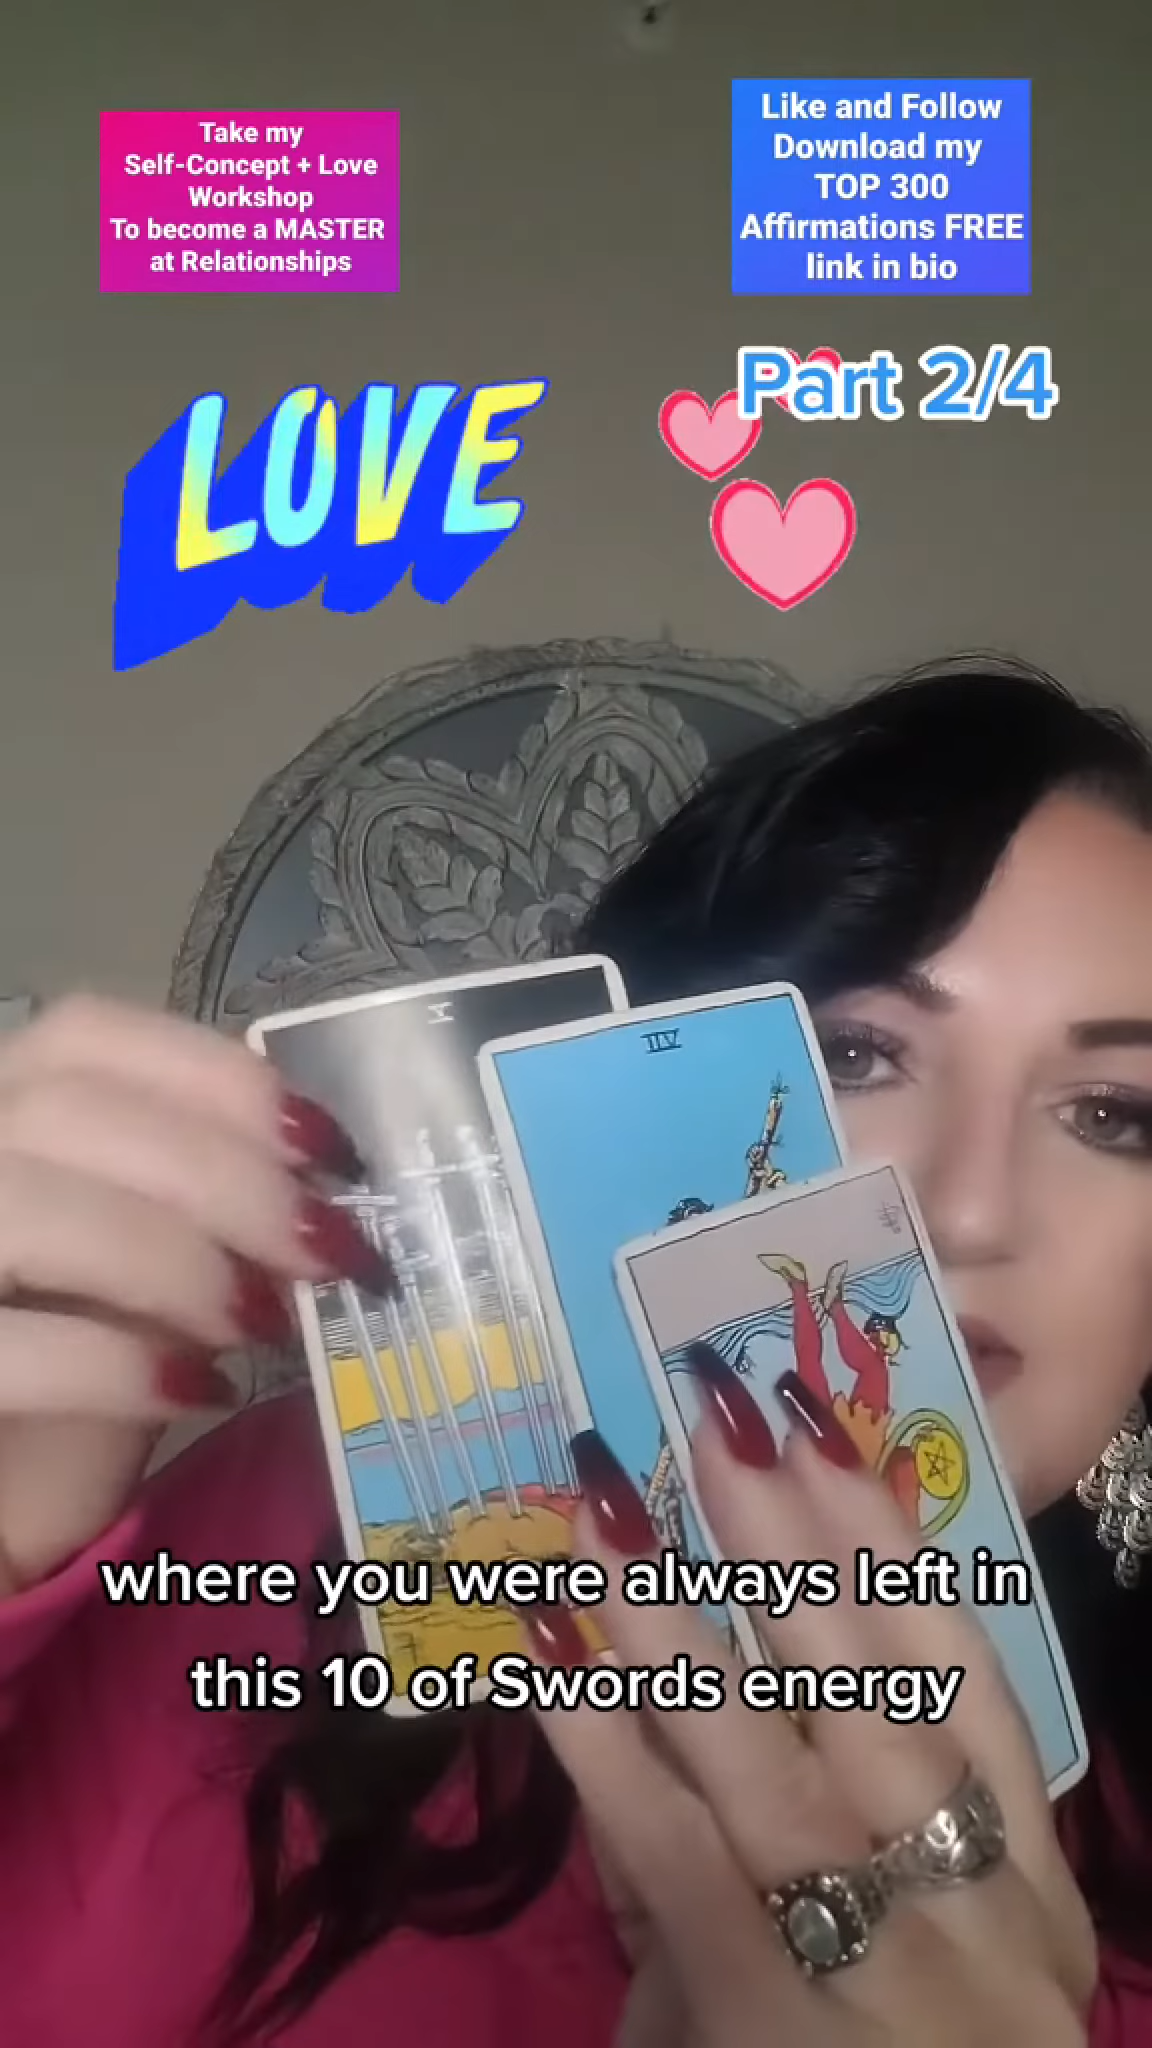 Take my
Self-Concept + Love
Workshop
To become a MASTER
at Relationships
Like and Follow
Download my
TOP 300
Affirmations FREE
link in bio
Part 2/4
LOVE
X
VII
where you were always left in
this 10 of Swords energy